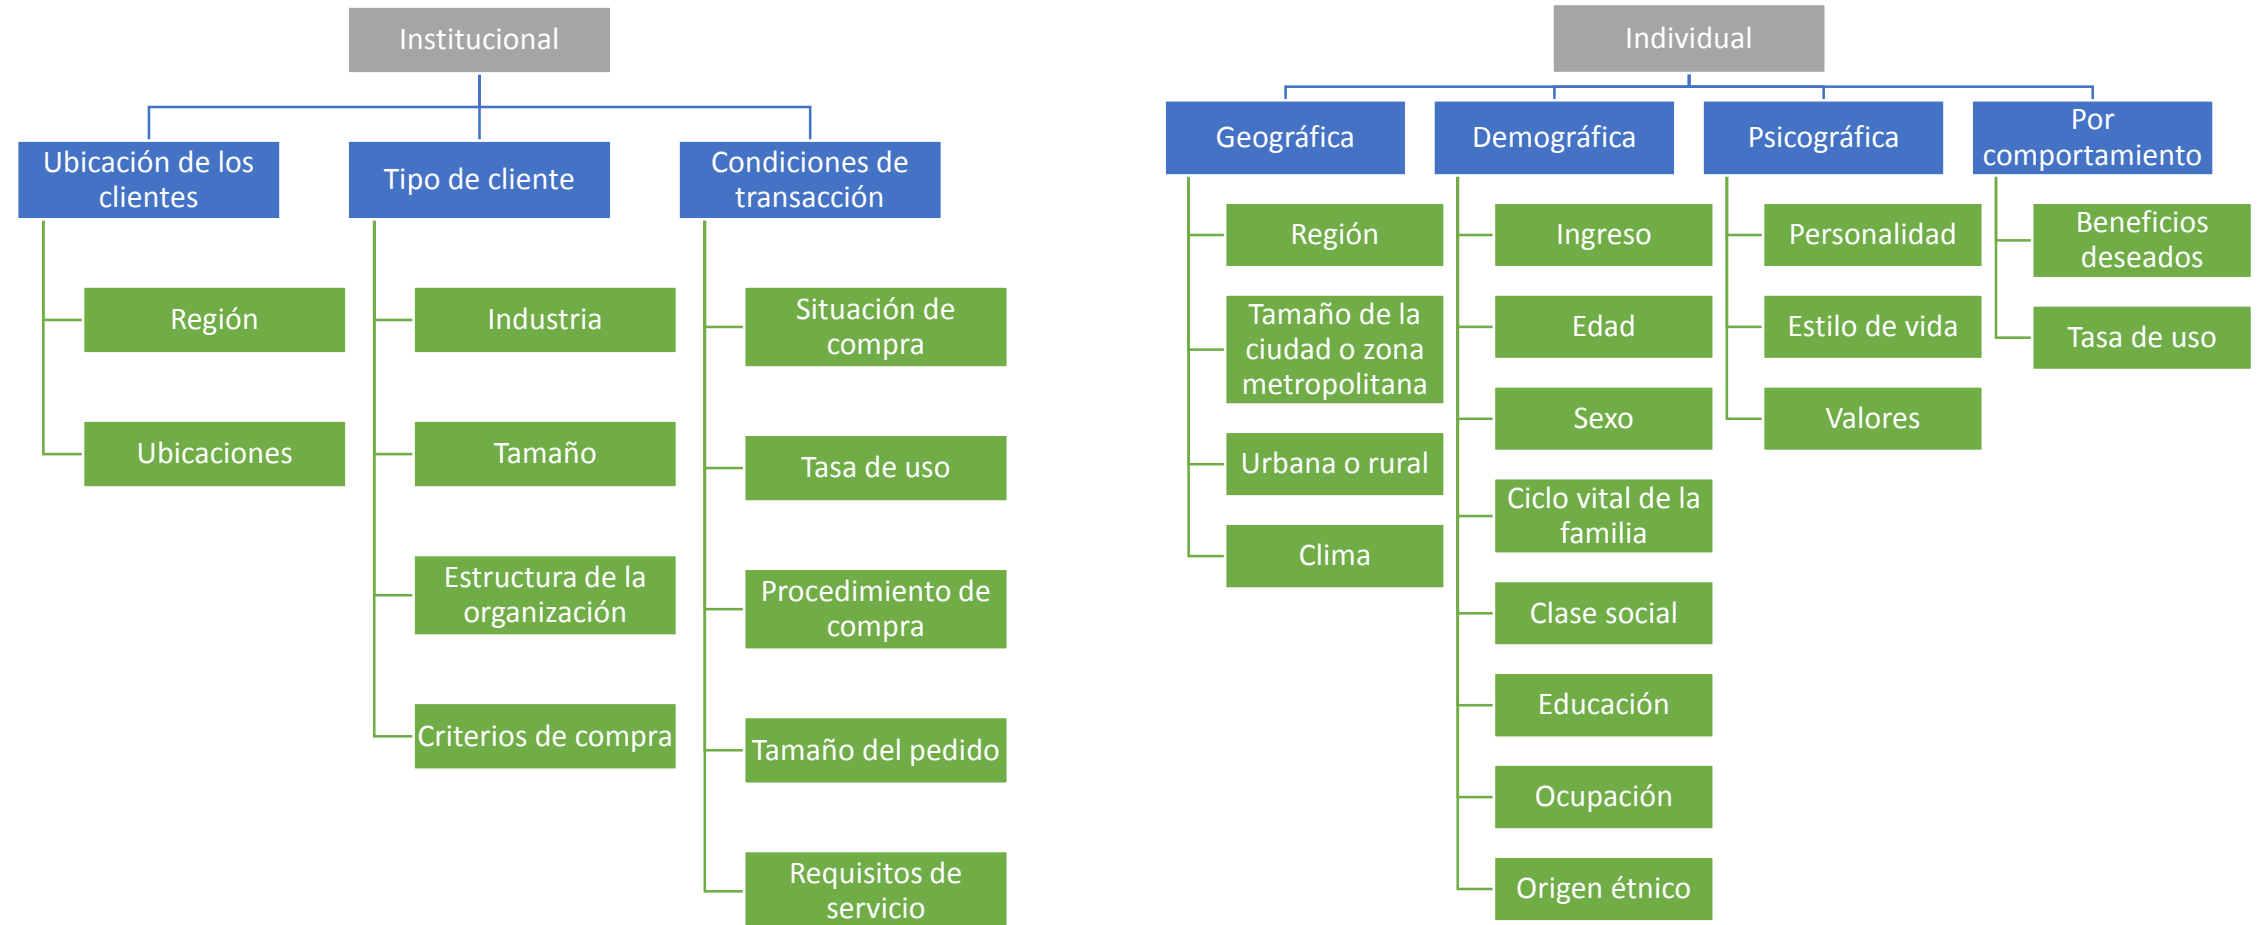 Institucional
Ubicación de los
clientes
Región
Ubicaciones
Tipo de cliente
Industria
Tamaño
Estructura de la
organización
Criterios de compra
Condiciones de
transacción
Situación de
compra
Tasa de uso
Procedimiento de
compra
Tamaño del pedido
Requisitos de
servicio
Individual
Geográfica
Región
Tamaño de la
ciudad o zona
metropolitana
Urbana o rural
Clima
Demográfica
Ingreso
Edad
Sexo
Ciclo vital de la
familia
Clase social
Educación
Ocupación
Origen étnico
Psicográfica
Personalidad
Estilo de vida
Valores
Por
comportamiento
Beneficios
deseados
Tasa de uso